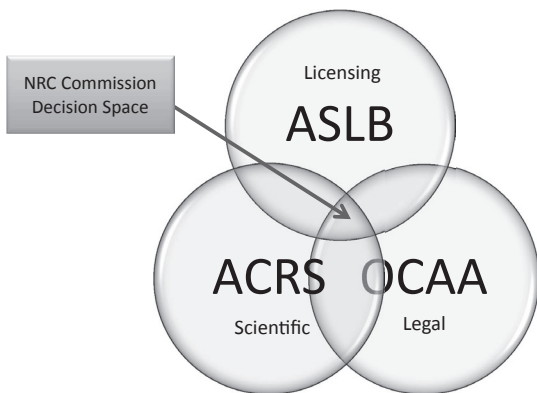 NRC Commission
Decision Space
Licensing
ASLB
ACRS
Scientific
OCAA
Legal